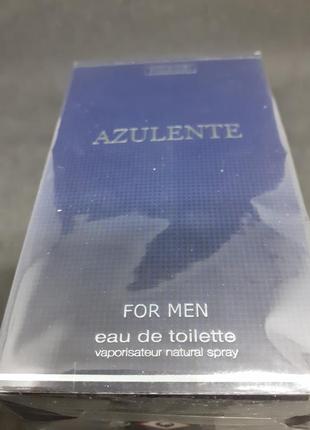 AZULENTE
FOR MEN
eau de toilette
vaporisateur natural spray